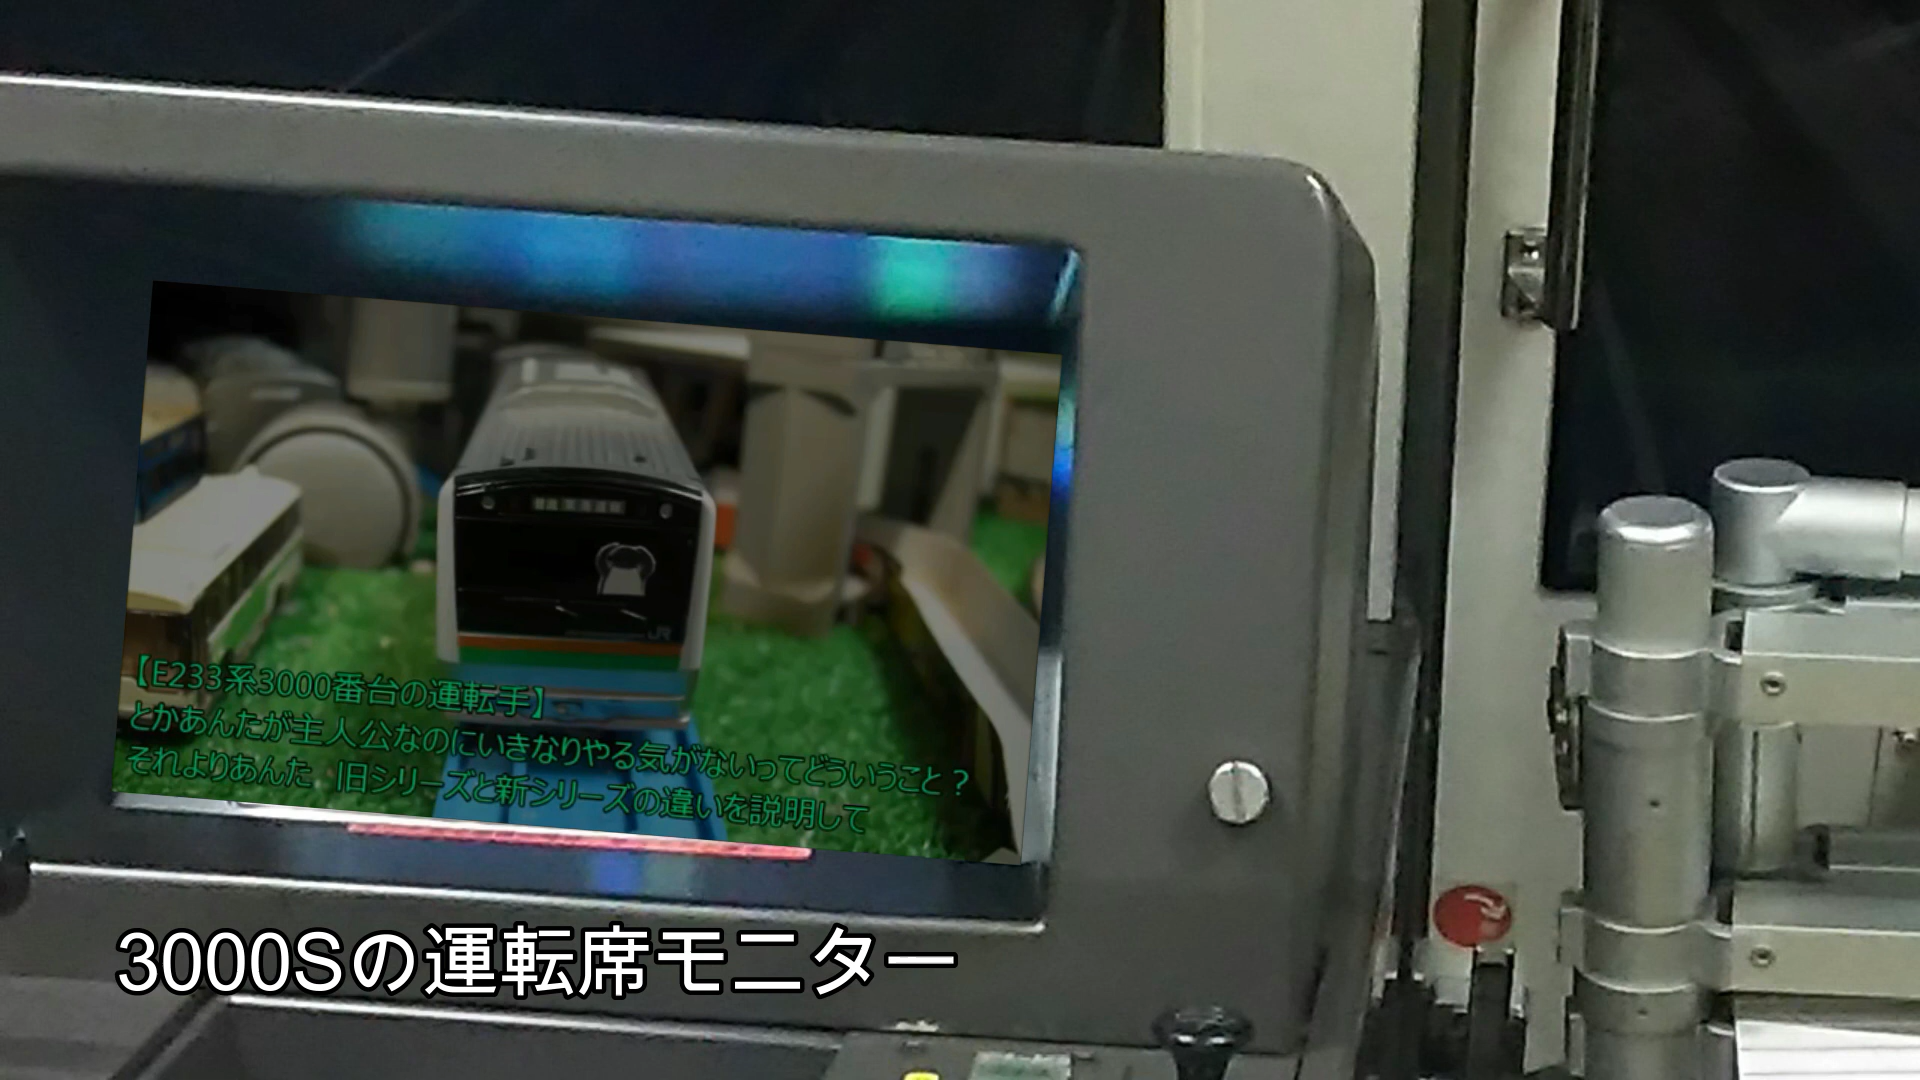 JR
【E233系3000番台の運転手】
とかあんたが主人公なのにいきなりやる気がないってどういうこと？
それよりあんた　旧シリーズと新シリーズの違いを説明して
3000Sの運転席モニター